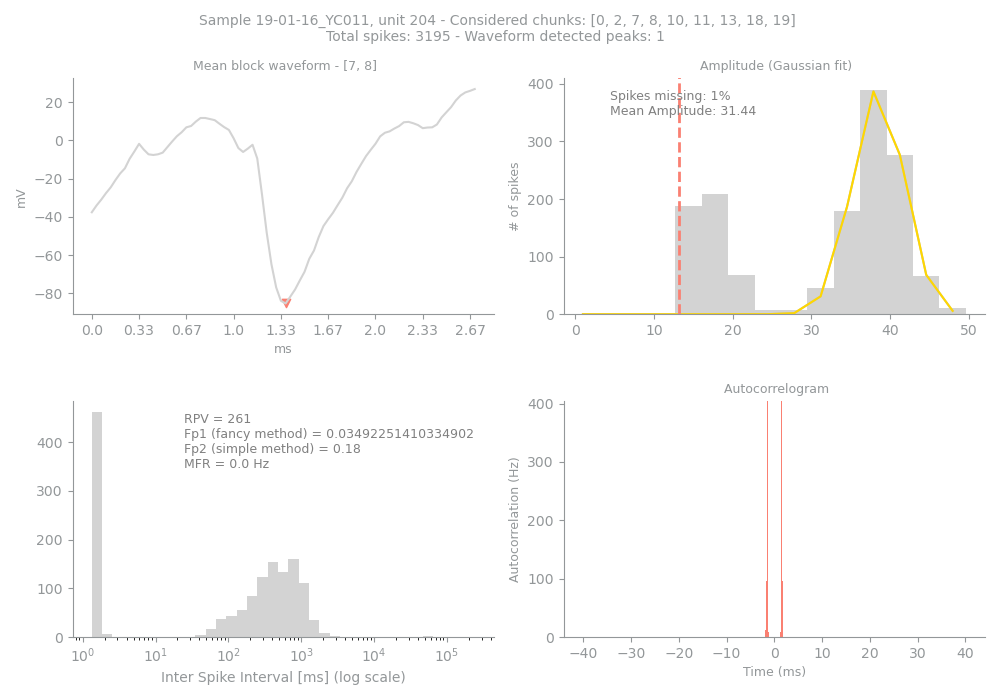 Sample 19-01-16_YC011, unit 204 - Considered chunks: [0, 2, 7, 8, 10, 11, 13, 18, 19]
Total spikes: 3195 - Waveform detected peaks: 1
Mean block waveform - [7, 8]
20
0
−20
−40
−60
−80
mV
0.0 0.33 0.67 1.0 1.33 1.67 2.0 2.33 2.67
ms
Amplitude (Gaussian fit)
Spikes missing: 1%
Mean Amplitude: 31.44
400
300
200
100
0
# of spikes
0 10 20 30 40 50
RPV = 261
Fp1 (fancy method) = 0.03492251410334902
Fp2 (simple method) = 0.18
MFR = 0.0 Hz
400
300
200
100
0
10⁰ 10¹ 10² 10³ 10⁴ 10⁵
Inter Spike Interval [ms] (log scale)
Autocorrelogram
400
300
200
100
0
Autocorrelation (Hz)
−40 −30 −20 −10 0 10 20 30 40
Time (ms)